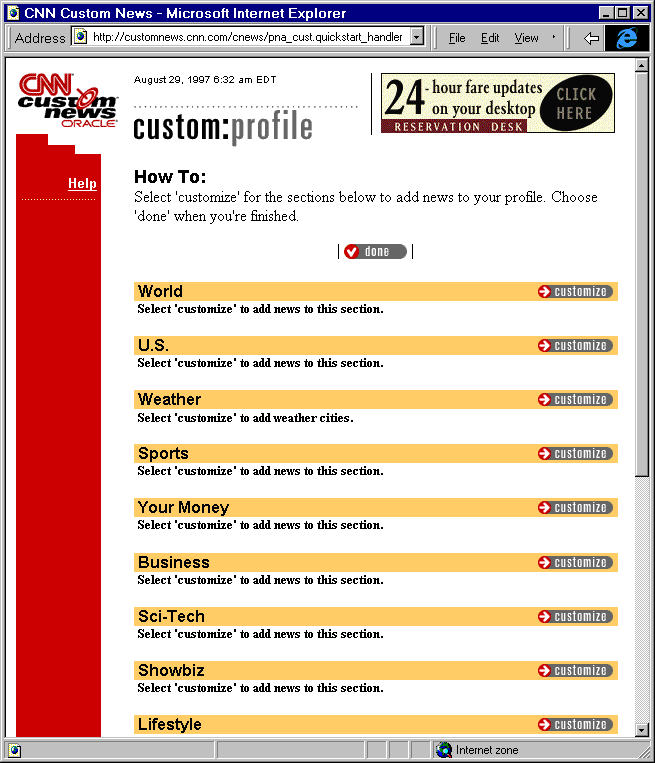 CNN Custom News - Microsoft Internet Explorer
Address http://customnews.cnn.com/cnews/pna_cust.quickstart_handler File Edit View
CNN
custom
news
ORACLE
August 29, 1997 6:32 am EDT
custom:profile
24-hour fare updates
on your desktop
RESERVATION DESK
CLICK
HERE
Help
How To:
Select 'customize' for the sections below to add news to your profile. Choose
'done' when you're finished.
done
World customize
Select 'customize' to add news to this section.
U.S. customize
Select 'customize' to add news to this section.
Weather customize
Select 'customize' to add weather cities.
Sports customize
Select 'customize' to add news to this section.
Your Money customize
Select 'customize' to add news to this section.
Business customize
Select 'customize' to add news to this section.
Sci-Tech customize
Select 'customize' to add news to this section.
Showbiz customize
Select 'customize' to add news to this section.
Lifestyle customize
Internet zone